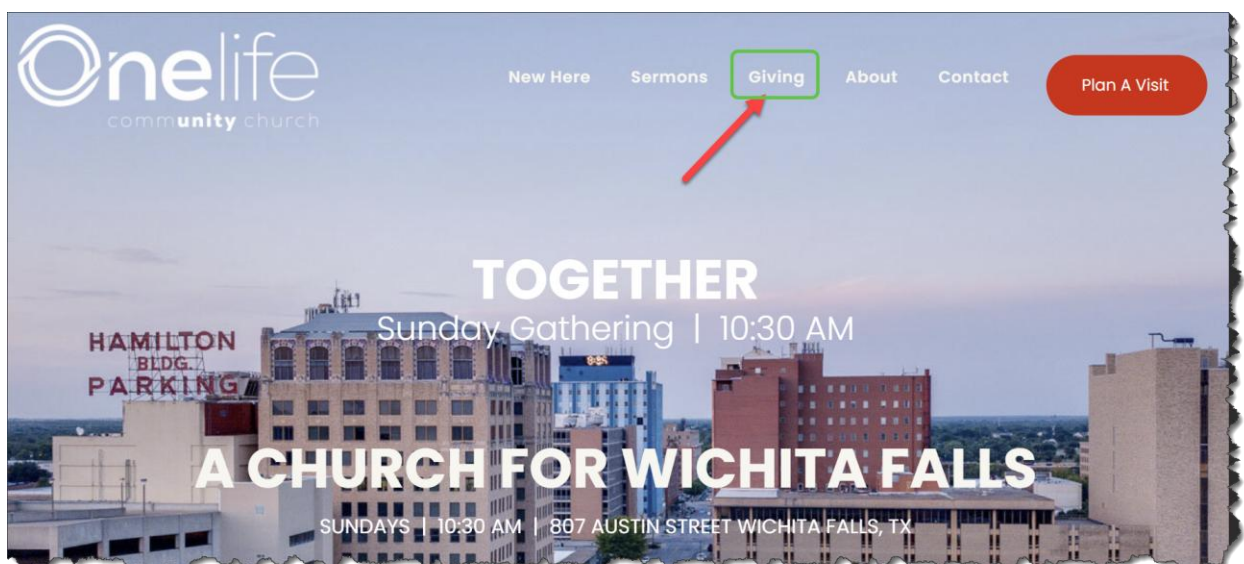 Onelife
community church
New Here Sermons Giving About Contact Plan A Visit
TOGETHER
Sunday Gathering | 10:30 AM
HAMILTON
BLDG.
PARKING
A CHURCH FOR WICHITA FALLS
SUNDAYS | 10:30 AM | 807 AUSTIN STREET WICHITA FALLS, TX